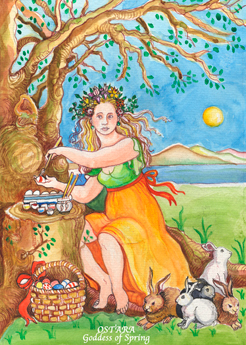 OSTARA
Goddess of Spring